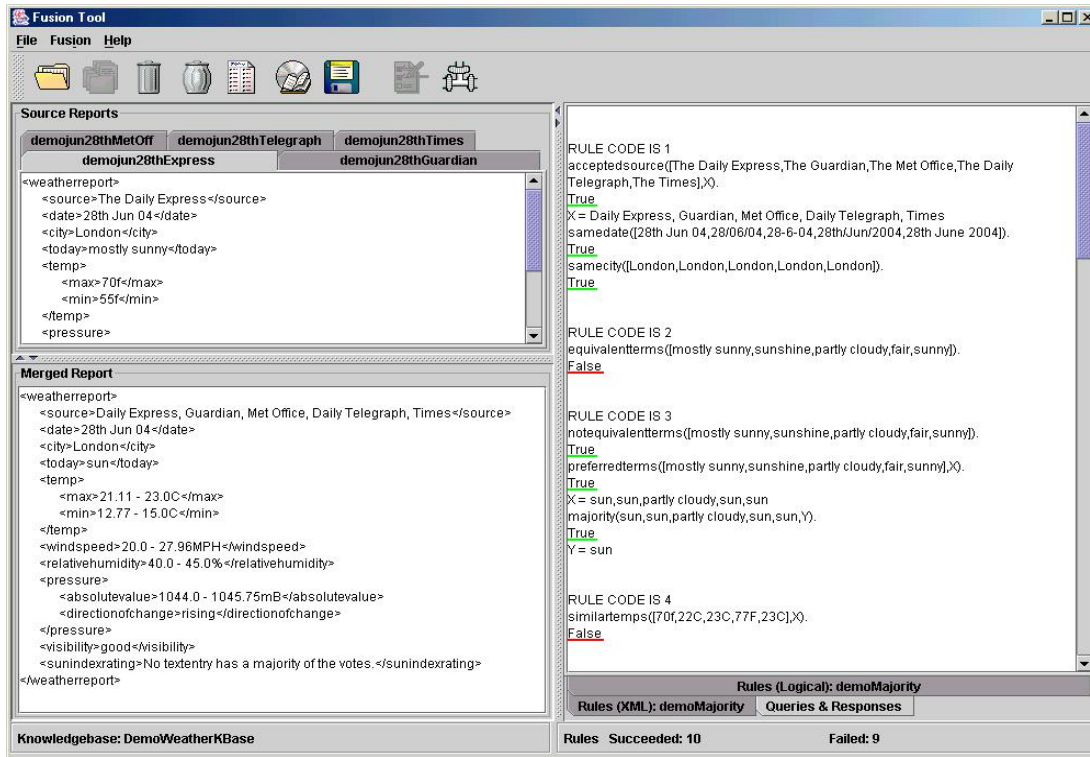 Fusion Tool
File Fusion Help
Source Reports
demojun28thMetOff demojun28thTelegraph demojun28thTimes
demojun28thExpress demojun28thGuardian
<weatherreport>
<source>The Daily Express</source>
<date>28th Jun 04</date>
<city>London</city>
<today>mostly sunny</today>
<temp>
<max>70f</max>
<min>55f</min>
</temp>
<pressure>
Merged Report
<weatherreport>
<source>Daily Express, Guardian, Met Office, Daily Telegraph, Times</source>
<date>28th Jun 04</date>
<city>London</city>
<today>sun</today>
<temp>
<max>21.11 - 23.0C</max>
<min>12.77 - 15.0C</min>
</temp>
<windspeed>20.0 - 27.96MPH</windspeed>
<relativehumidity>40.0 - 45.0%</relativehumidity>
<pressure>
<absolutevalue>1044.0 - 1045.75mB</absolutevalue>
<directionofchange>rising</directionofchange>
</pressure>
<visibility>good</visibility>
<sunindexrating>No textentry has a majority of the votes.</sunindexrating>
</weatherreport>
RULE CODE IS 1
acceptedsource([The Daily Express,The Guardian,The Met Office,The Daily
Telegraph,The Times],X).
True
X = Daily Express, Guardian, Met Office, Daily Telegraph, Times
samedate([28th Jun 04,28/06/04,28-6-04,28th/Jun/2004,28th June 2004]).
True
samecity([London,London,London,London,London]).
True
RULE CODE IS 2
equivalentterms([mostly sunny,sunshine,partly cloudy,fair,sunny]).
False
RULE CODE IS 3
notequivalentterms([mostly sunny,sunshine,partly cloudy,fair,sunny]).
True
preferredterms([mostly sunny,sunshine,partly cloudy,fair,sunny],X).
True
X = sun,sun,partly cloudy,sun,sun
majority(sun,sun,partly cloudy,sun,sun,Y).
True
Y = sun
RULE CODE IS 4
similartemps([70f,22C,23C,77F,23C],X).
False
Rules (Logical): demoMajority
Rules (XML): demoMajority Queries & Responses
Knowledgebase: DemoWeatherKBase
Rules Succeeded: 10 Failed: 9